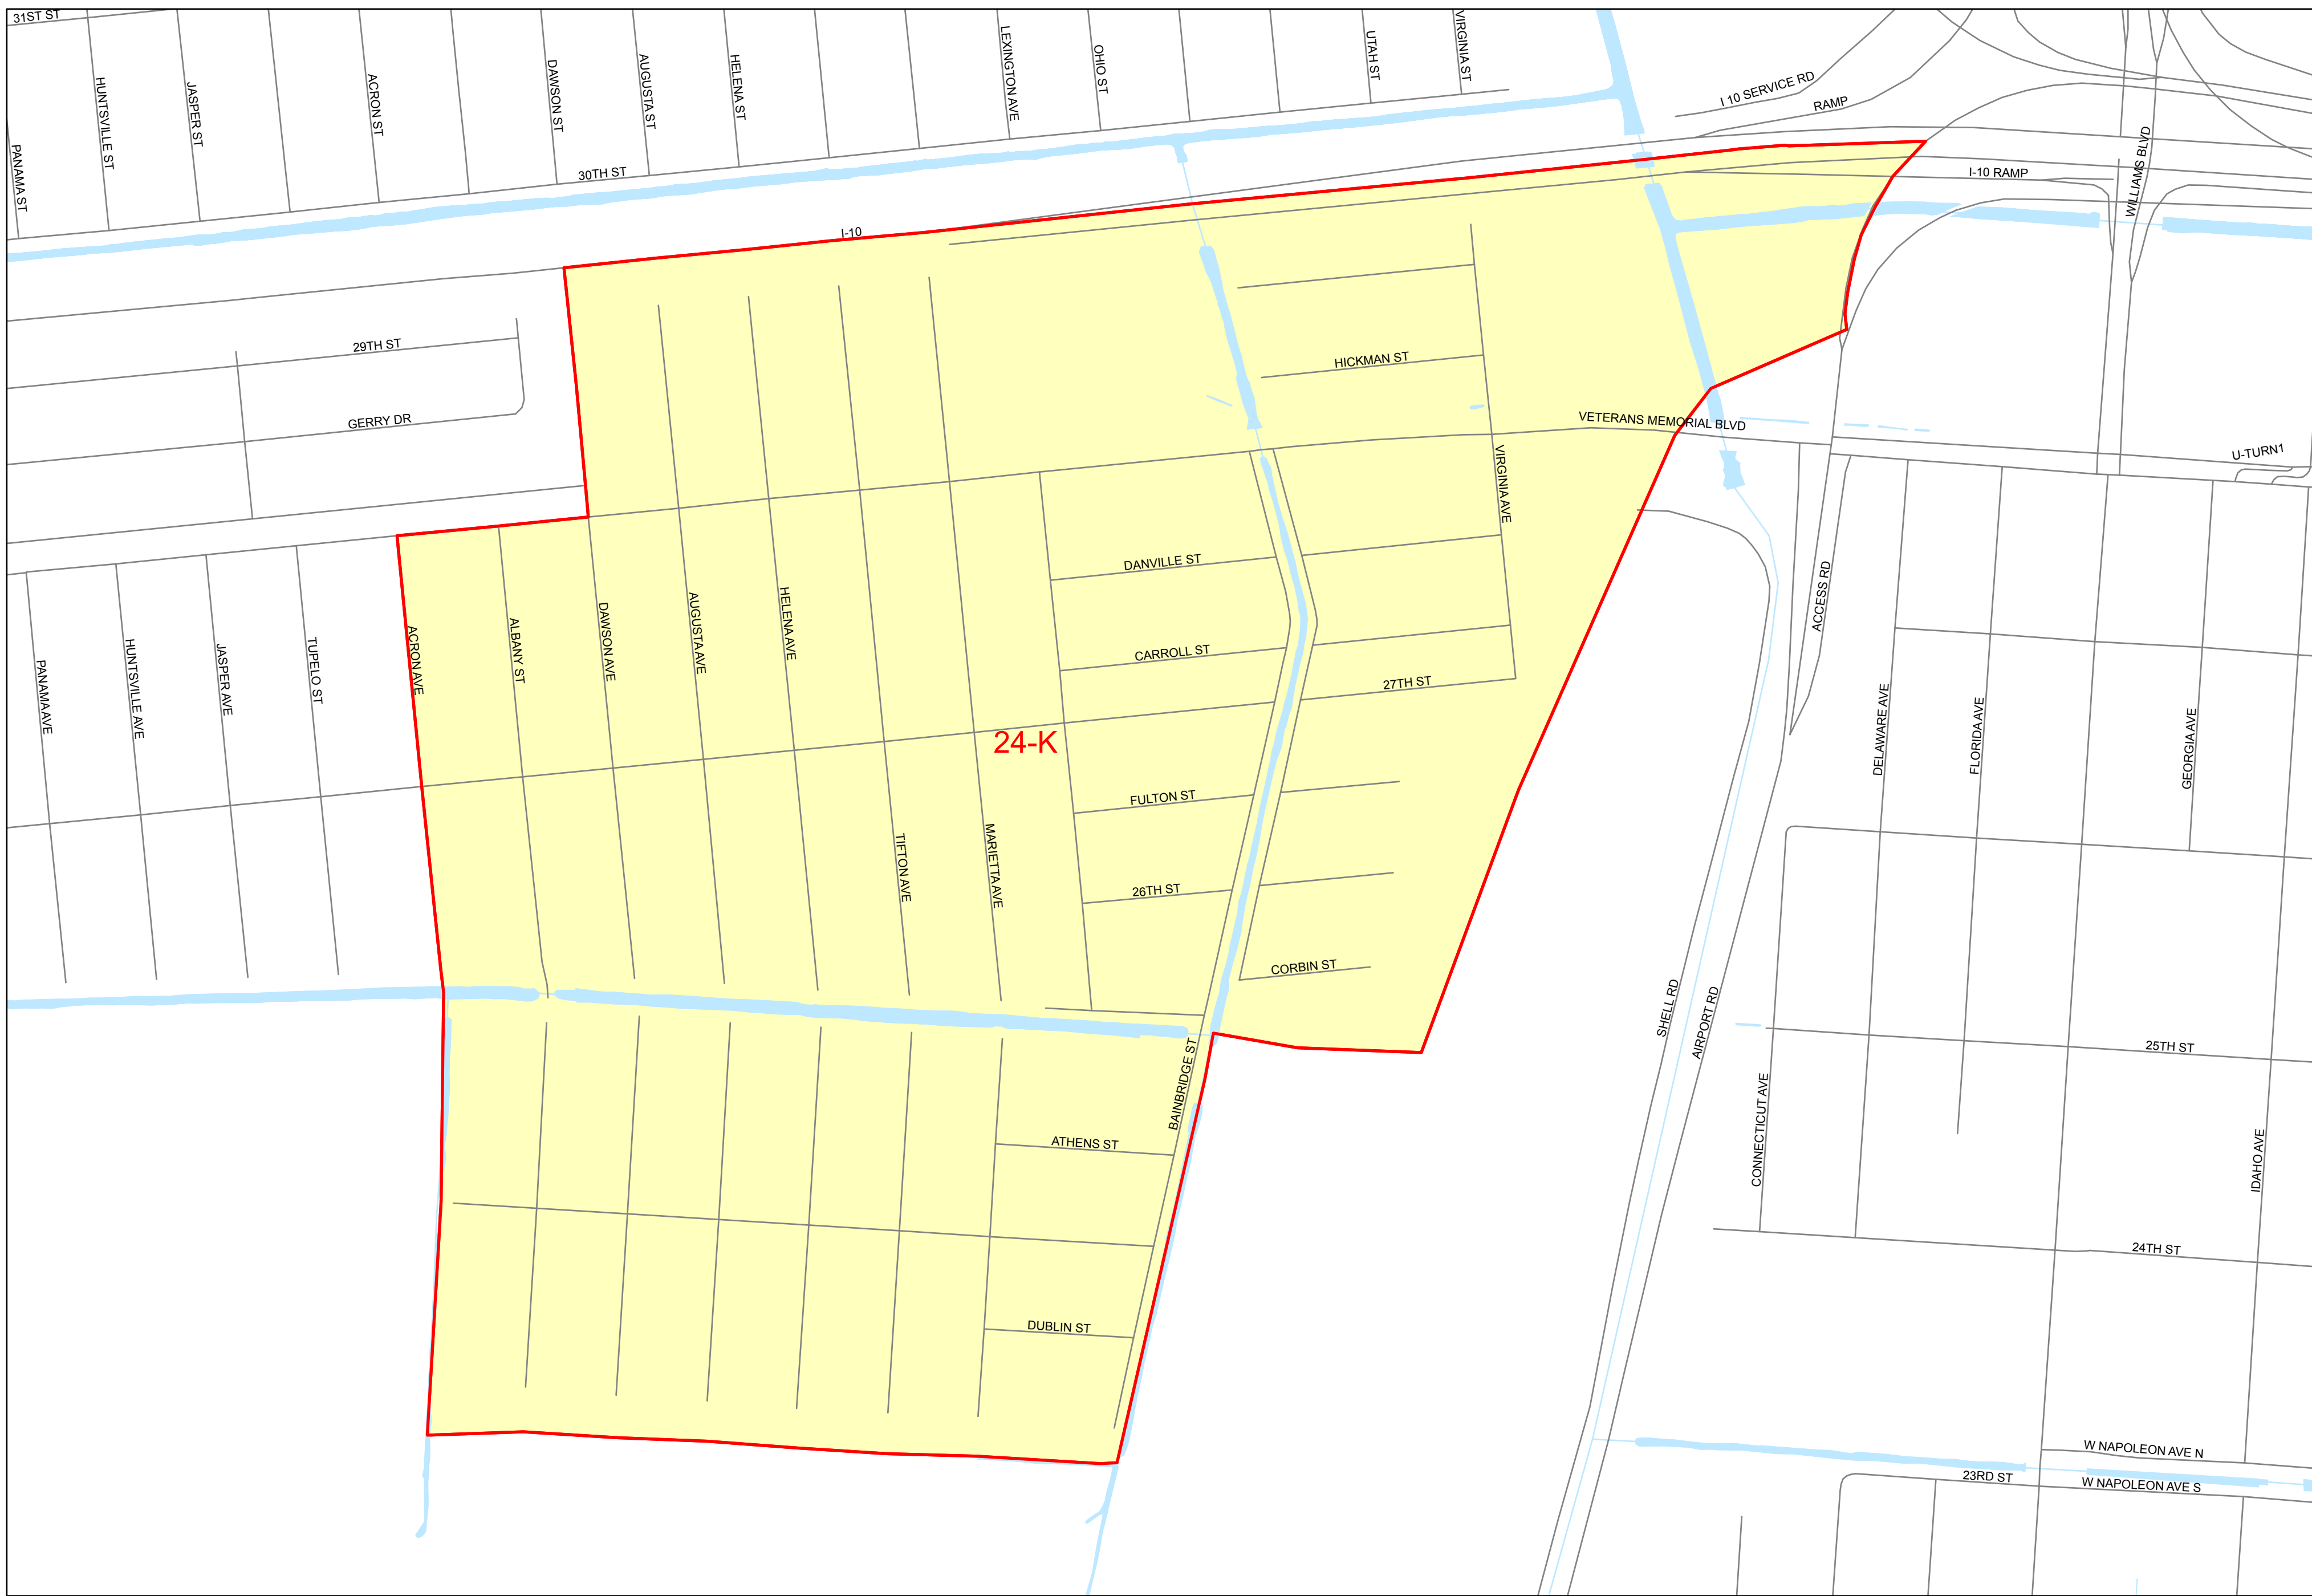 31ST ST
PANAMA ST
HUNTSVILLE ST
JASPER ST
ACRON ST
DAWSON ST
AUGUSTA ST
HELENA ST
LEXINGTON AVE
OHIO ST
UTAH ST
VIRGINIA ST
I 10 SERVICE RD
RAMP
WILLIAMS BLVD
30TH ST
I-10 RAMP
I-10
29TH ST
HICKMAN ST
GERRY DR
VETERANS MEMORIAL BLVD
U-TURN1
VIRGINIA AVE
DANVILLE ST
ACCESS RD
PANAMA AVE
HUNTSVILLE AVE
JASPER AVE
TUPELO ST
ACRON AVE
ALBANY ST
DAWSON AVE
AUGUSTA AVE
HELENA AVE
CARROLL ST
27TH ST
24-K
DELAWARE AVE
FLORIDA AVE
GEORGIA AVE
FULTON ST
TIFTON AVE
MARIETTA AVE
26TH ST
CORBIN ST
SHELL RD
AIRPORT RD
25TH ST
BAINBRIDGE ST
CONNECTICUT AVE
ATHENS ST
IDAHO AVE
24TH ST
DUBLIN ST
W NAPOLEON AVE N
23RD ST
W NAPOLEON AVE S